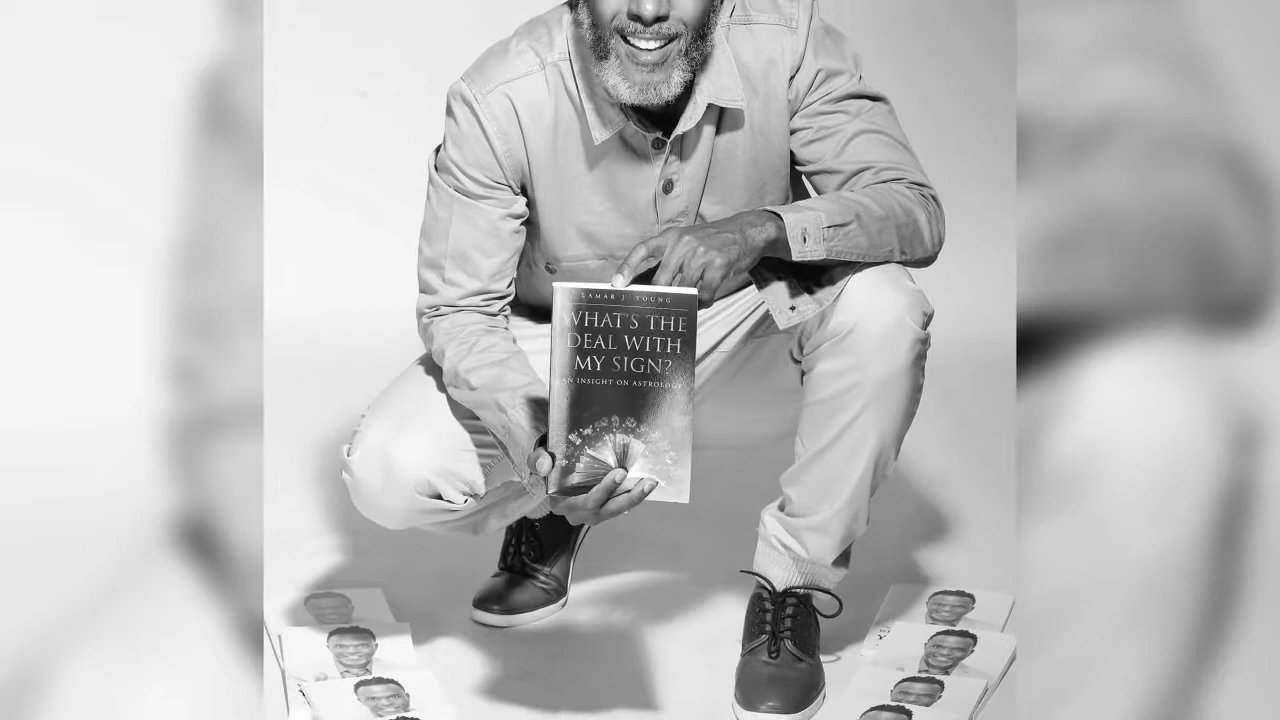 LAMAR J. YOUNG
WHAT'S THE
DEAL WITH
MY SIGN?
AN INSIGHT ON ASTROLOGY